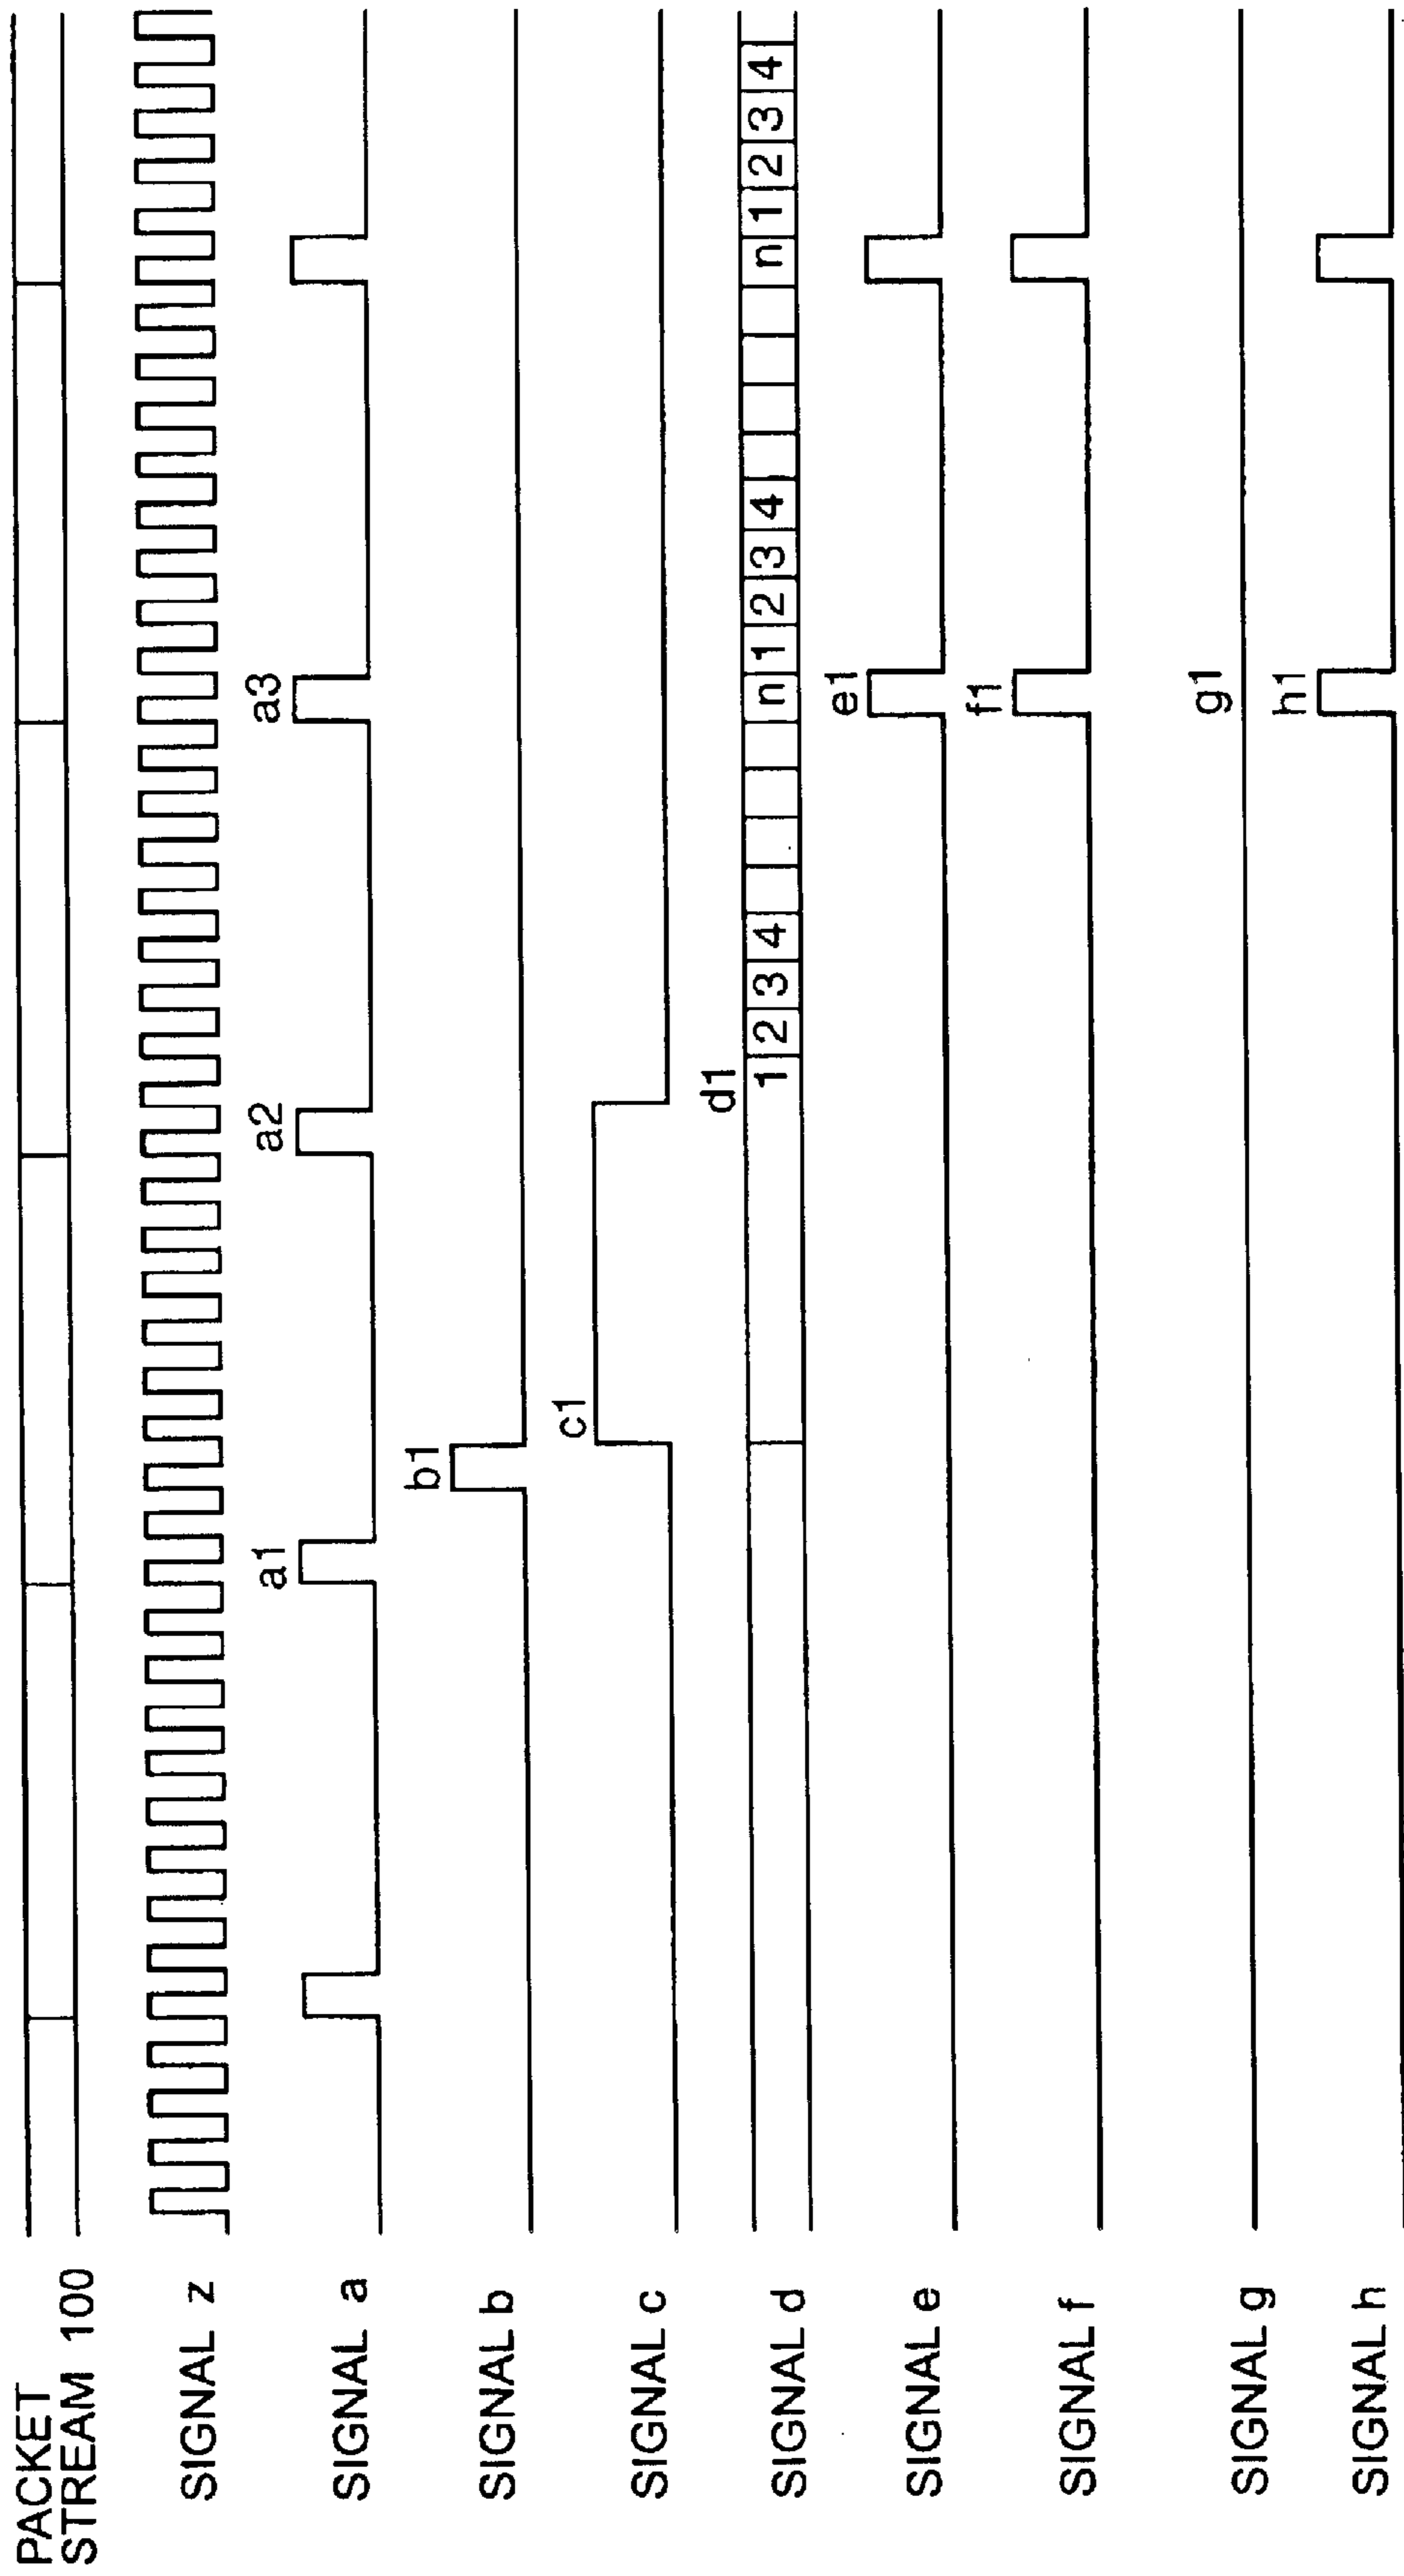 PACKET
STREAM 100
SIGNAL z
SIGNAL a
a1
a2
a3
SIGNAL b
b1
SIGNAL c
c1
SIGNAL d
d1
1 2 3 4 n 1 2 3 4 n 1 2 3 4
SIGNAL e
e1
SIGNAL f
f1
SIGNAL g
g1
SIGNAL h
h1